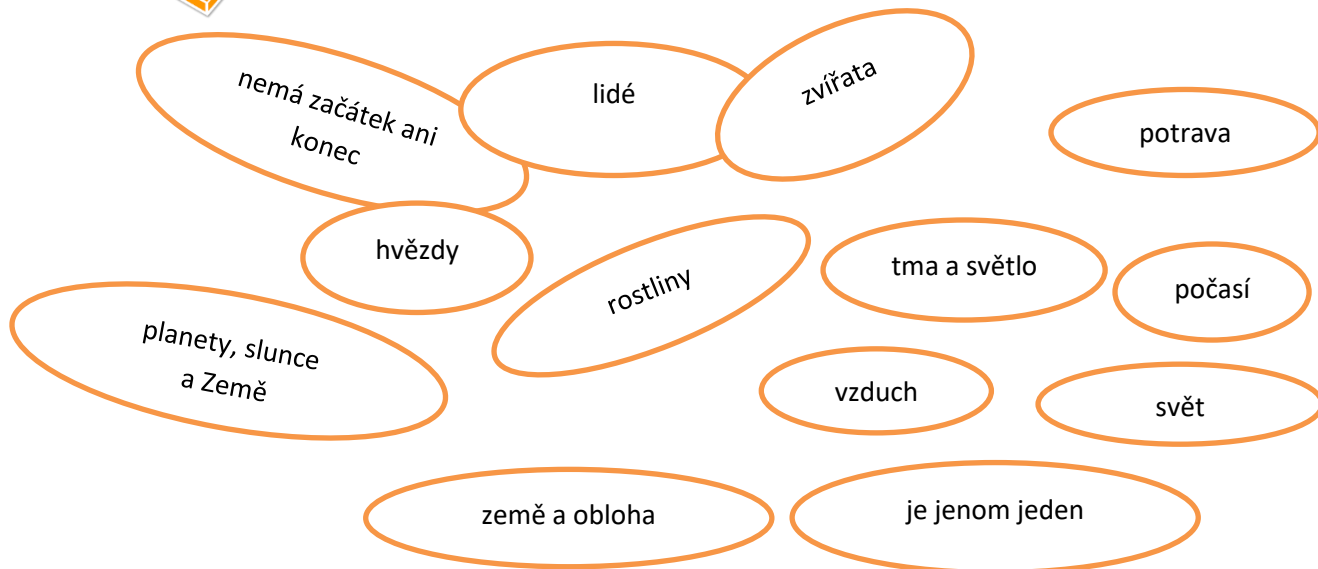 nemá začátek ani
konec
lidé
zvířata
potrava
hvězdy
rostliny
tma a světlo
počasí
planety, slunce
a Země
vzduch
svět
země a obloha
je jenom jeden